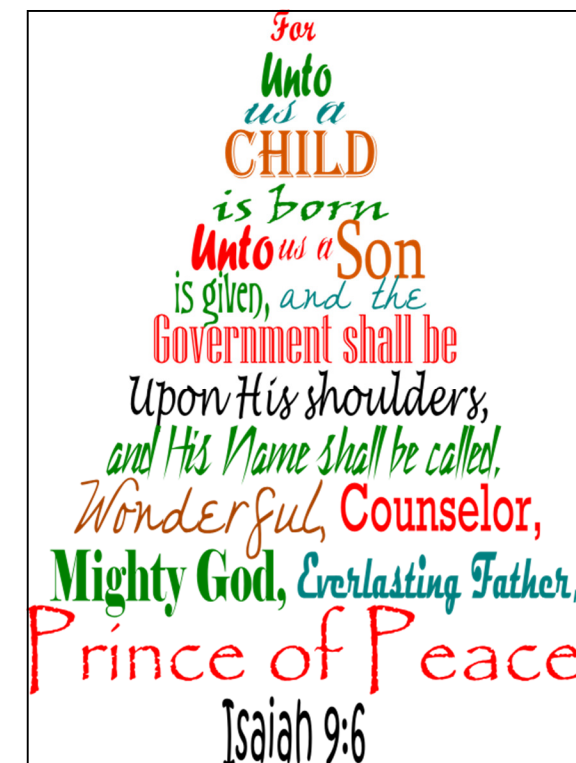 For
Unto
us a
CHILD
is born
Unto us a Son
is given, and the
Government shall be
Upon His shoulders,
and His Name shall be called,
Wonderful, Counselor,
Mighty God, Everlasting Father,
Prince of Peace
Isaiah 9:6